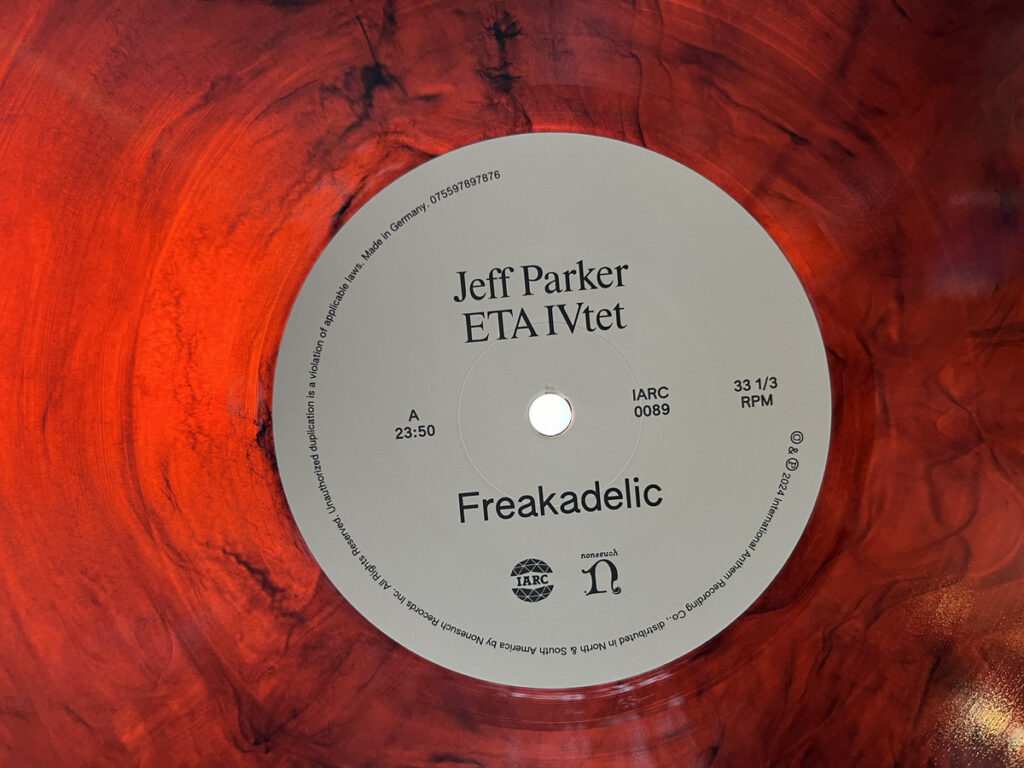 Jeff Parker
ETA IVtet
A
23:50
IARC
0089
33 1/3
RPM
Freakadelic
IARC
nonesuch
n
Ⓒ & Ⓟ 2024 International Anthem Recording Co., distributed in North & South America by Nonesuch Records Inc. All Rights Reserved. Unauthorized duplication is a violation of applicable laws. Made in Germany. 075597897876